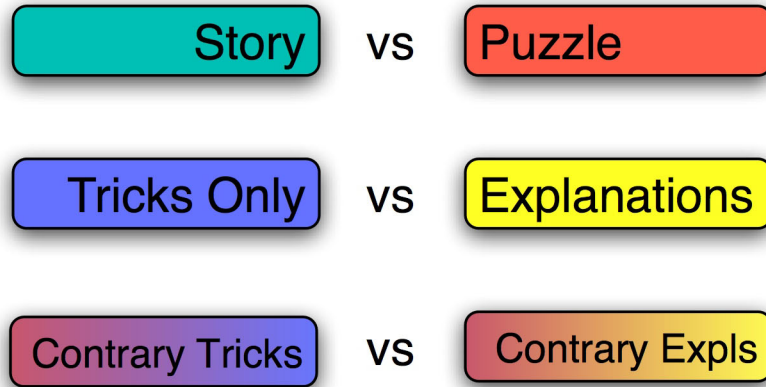 Story vs Puzzle
Tricks Only vs Explanations
Contrary Tricks vs Contrary Expls